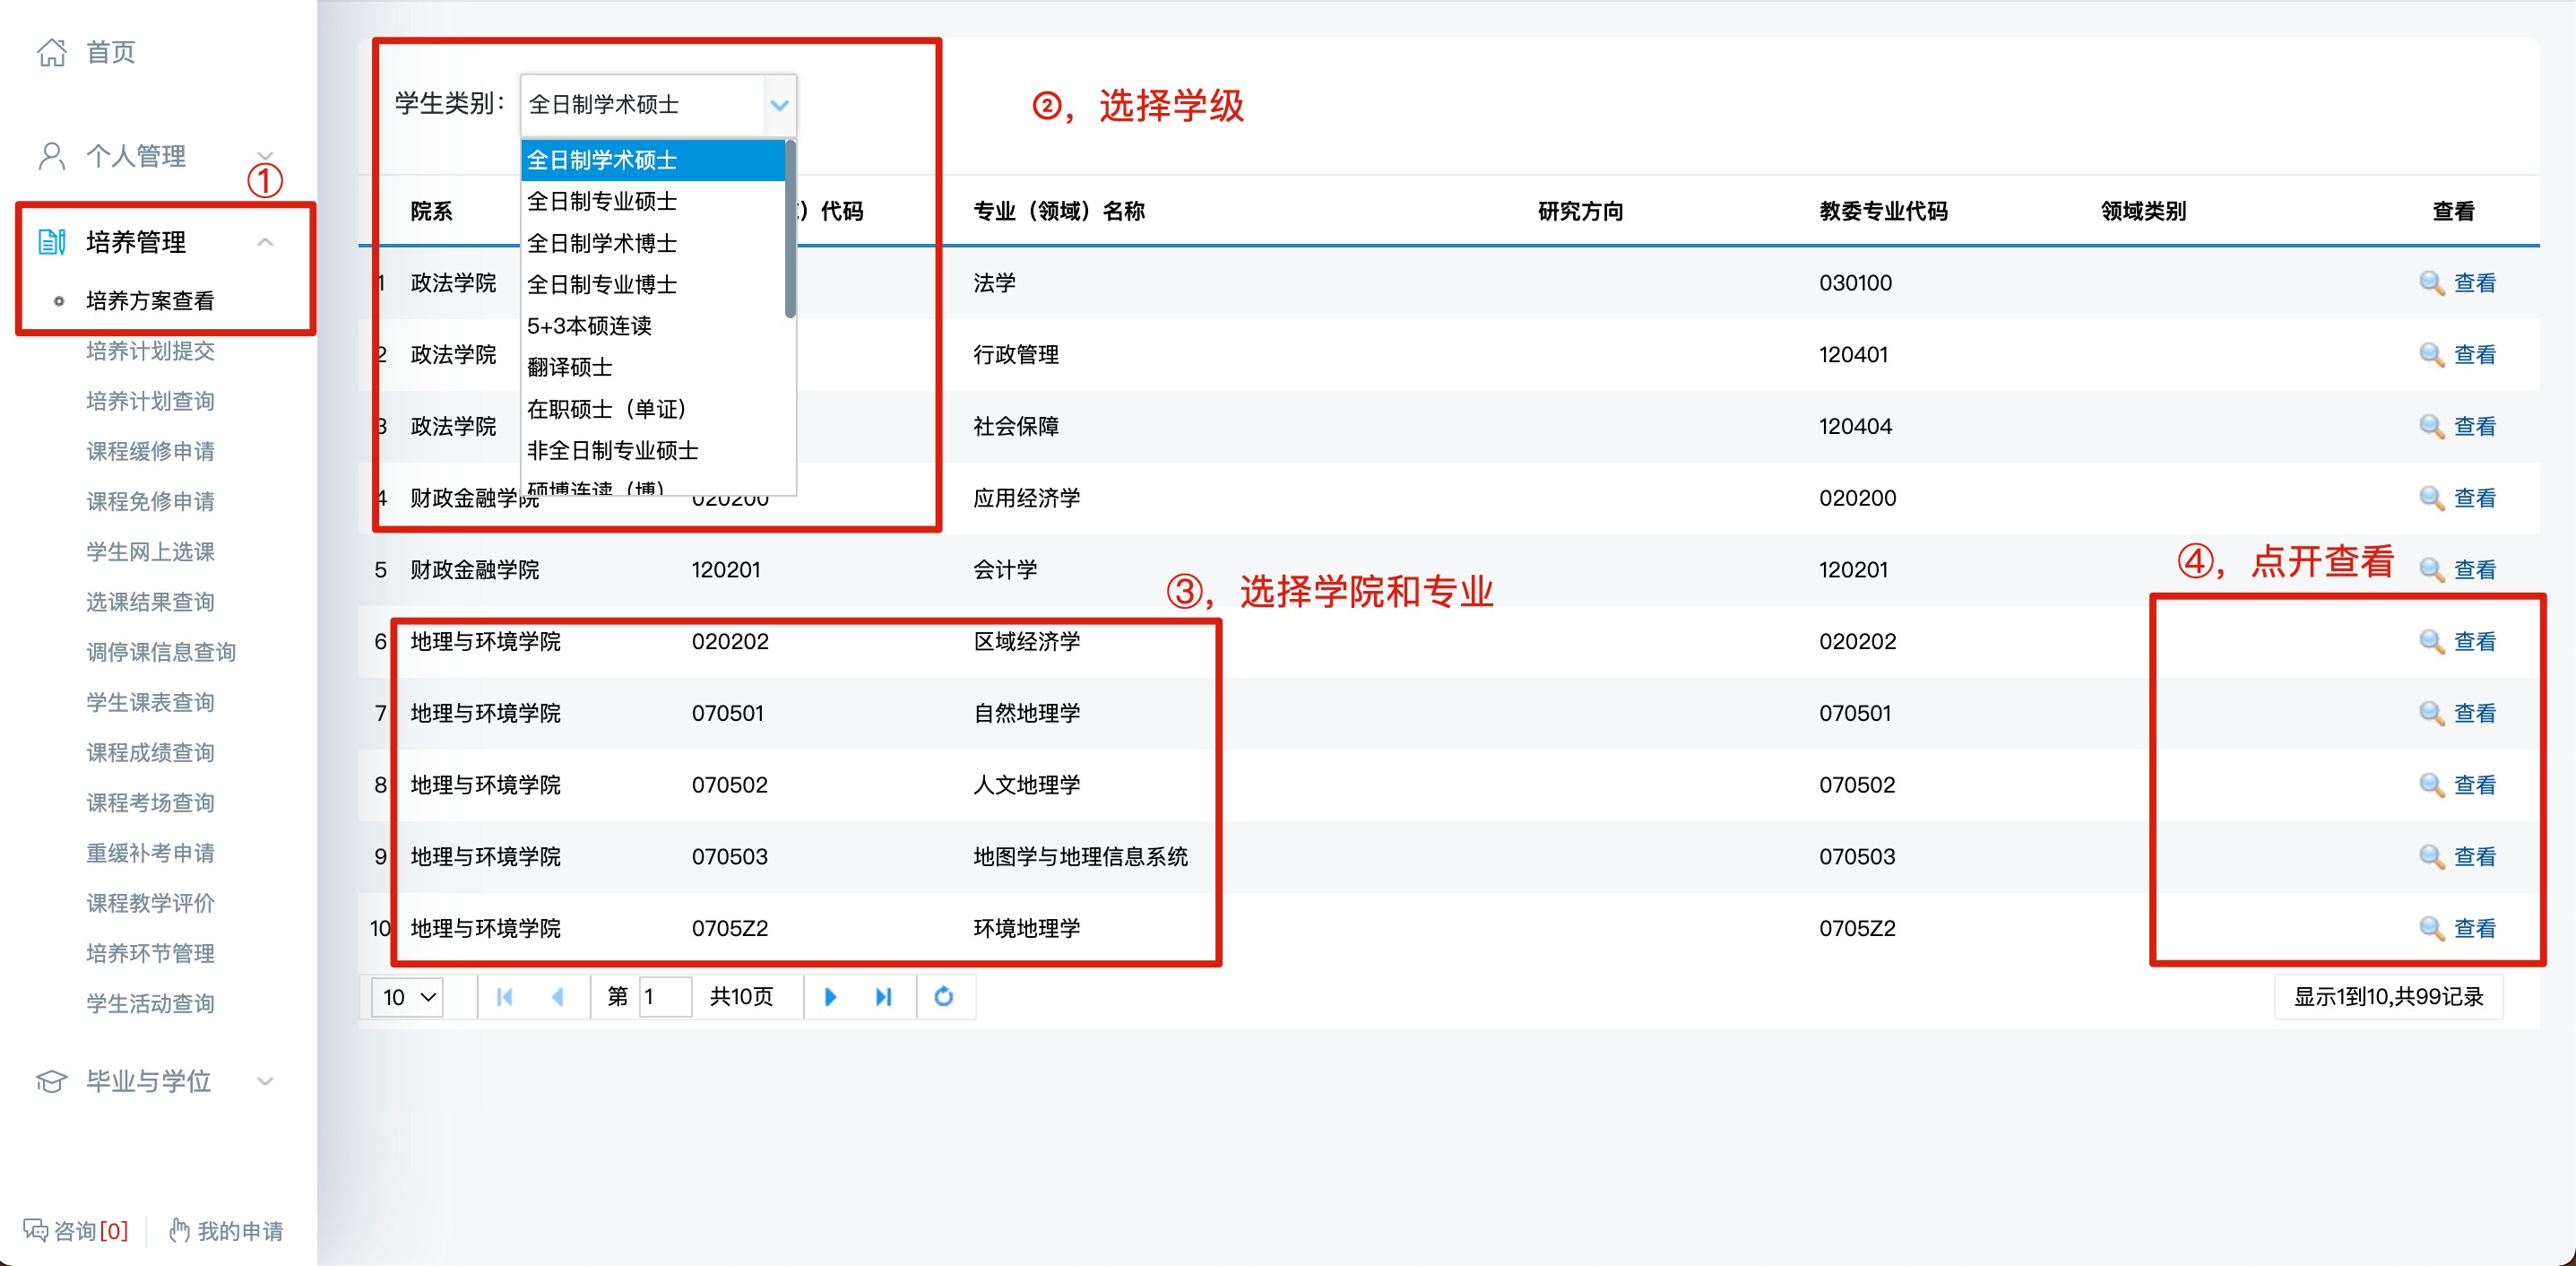 首页
个人管理
①
培养管理
培养方案查看
培养计划提交
培养计划查询
课程缓修申请
课程免修申请
学生网上选课
选课结果查询
调停课信息查询
学生课表查询
课程成绩查询
课程考场查询
重缓补考申请
课程教学评价
培养环节管理
学生活动查询
毕业与学位
咨询[0] 我的申请
学生类别： 全日制学术硕士
②，选择学级
全日制学术硕士
全日制专业硕士
全日制学术博士
全日制专业博士
5+3本硕连读
翻译硕士
在职硕士（单证）
非全日制专业硕士
硕博连读（博）
院系 ）代码 专业（领域）名称 研究方向 教委专业代码 领域类别 查看
1 政法学院 法学 030100 查看
2 政法学院 行政管理 120401 查看
3 政法学院 社会保障 120404 查看
4 财政金融学院 020200 应用经济学 020200 查看
5 财政金融学院 120201 会计学 120201 查看
③，选择学院和专业
④，点开查看
6 地理与环境学院 020202 区域经济学 020202 查看
7 地理与环境学院 070501 自然地理学 070501 查看
8 地理与环境学院 070502 人文地理学 070502 查看
9 地理与环境学院 070503 地图学与地理信息系统 070503 查看
10 地理与环境学院 0705Z2 环境地理学 0705Z2 查看
10 第 1 共10页 显示1到10,共99记录